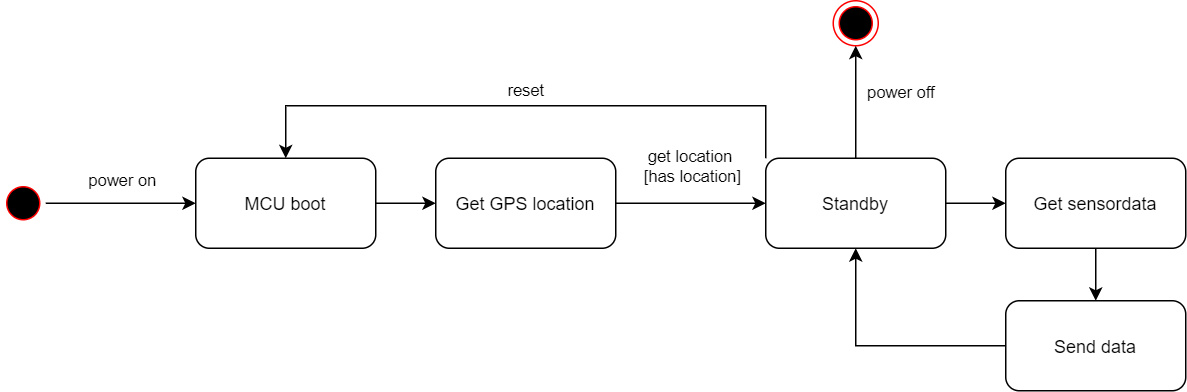 power off
reset
get location
[has location]
power on
MCU boot
Get GPS location
Standby
Get sensordata
Send data